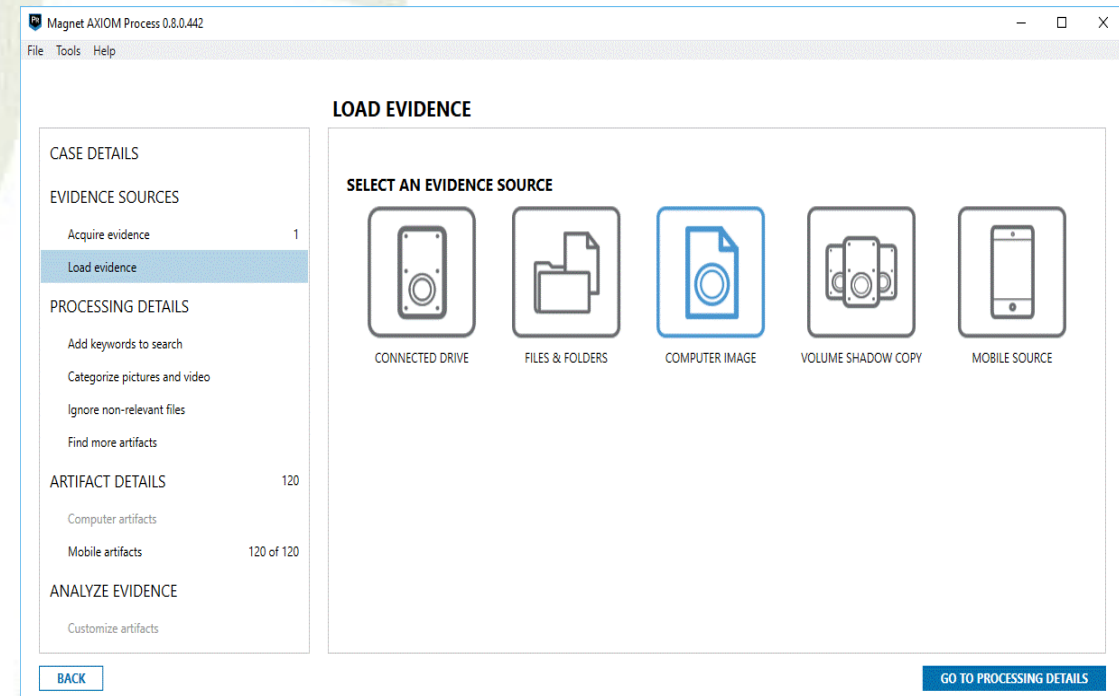 Magnet AXIOM Process 0.8.0.442
File Tools Help
LOAD EVIDENCE
CASE DETAILS
EVIDENCE SOURCES
Acquire evidence 1
Load evidence
PROCESSING DETAILS
Add keywords to search
Categorize pictures and video
Ignore non-relevant files
Find more artifacts
ARTIFACT DETAILS 120
Computer artifacts
Mobile artifacts 120 of 120
ANALYZE EVIDENCE
Customize artifacts
SELECT AN EVIDENCE SOURCE
CONNECTED DRIVE FILES & FOLDERS COMPUTER IMAGE VOLUME SHADOW COPY MOBILE SOURCE
BACK GO TO PROCESSING DETAILS